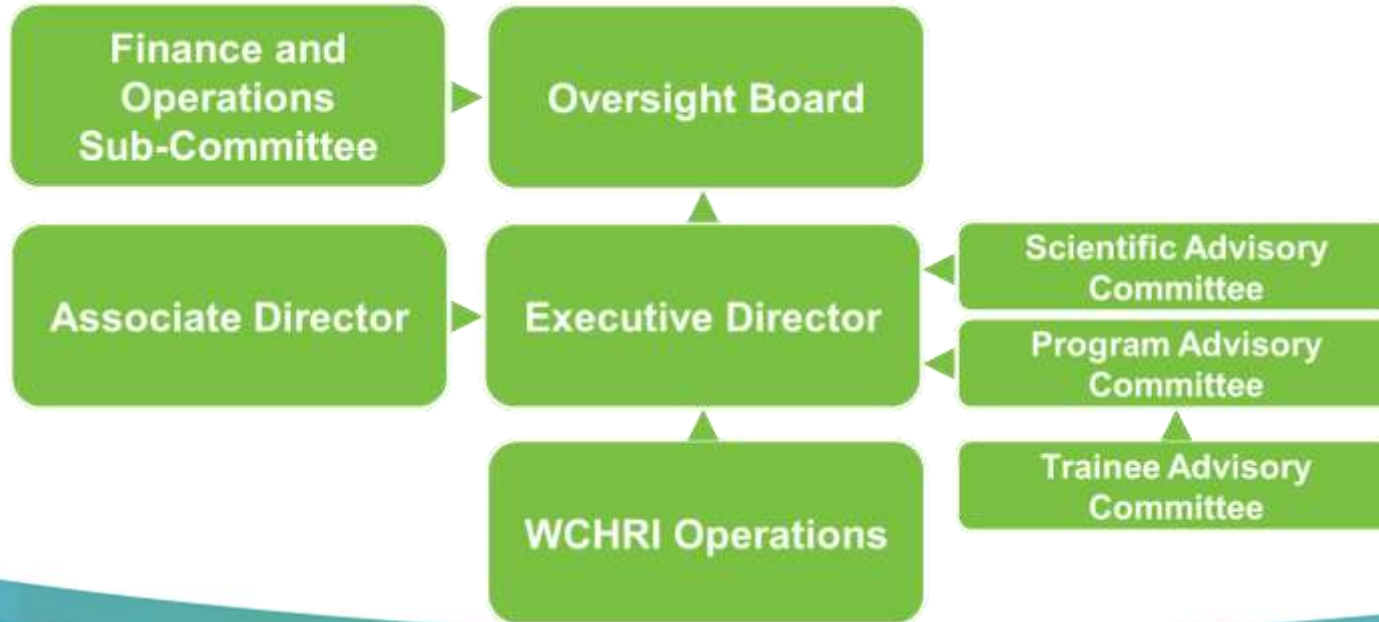 Finance and
Operations
Sub-Committee
Oversight Board
Associate Director
Executive Director
Scientific Advisory
Committee
Program Advisory
Committee
Trainee Advisory
Committee
WCHRI Operations